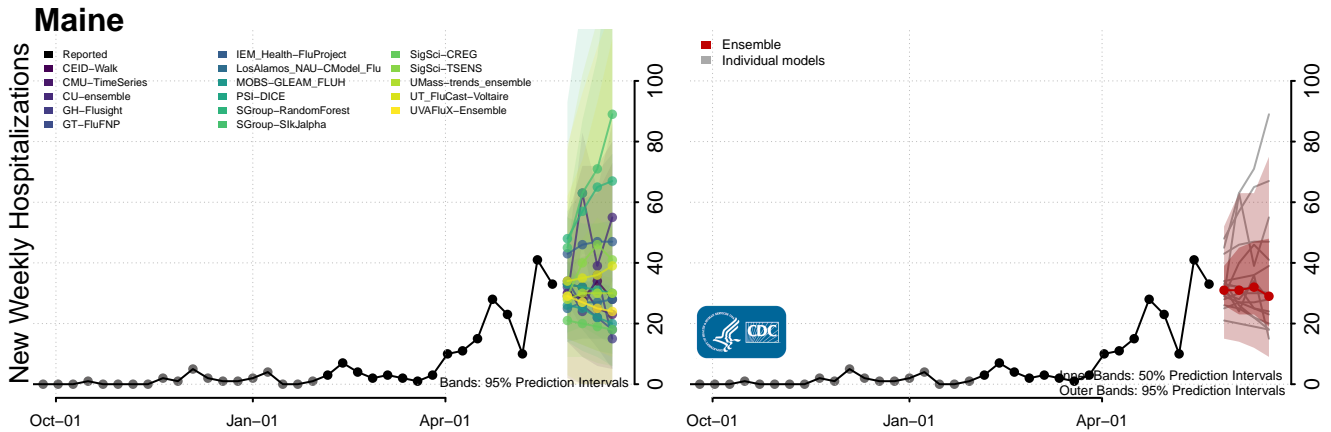 Maine
New Weekly Hospitalizations
Reported
CEID−Walk
CMU−TimeSeries
CU−ensemble
GH−Flusight
GT−FluFNP
IEM_Health−FluProject
LosAlamos_NAU−CModel_Flu
MOBS−GLEAM_FLUH
PSI−DICE
SGroup−RandomForest
SGroup−SIkJalpha
SigSci−CREG
SigSci−TSENS
UMass−trends_ensemble
UT_FluCast−Voltaire
UVAFluX−Ensemble
100
80
60
40
20
0
Bands: 95% Prediction Intervals
Oct−01
Jan−01
Apr−01
Ensemble
Individual models
100
80
60
40
20
0
CDC
Inner Bands: 50% Prediction Intervals
Outer Bands: 95% Prediction Intervals
Oct−01
Jan−01
Apr−01